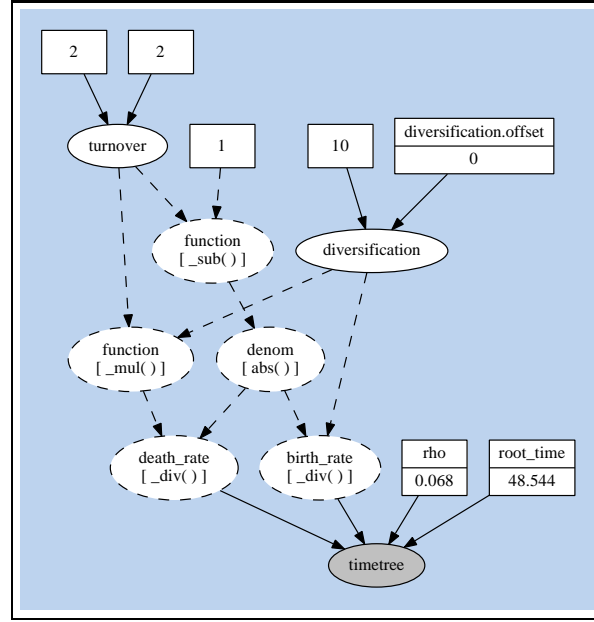 2
2
diversification.offset
turnover
1
10
0
function
[ _sub( ) ]
diversification
function
[ _mul( ) ]
denom
[ abs( ) ]
death_rate
[ _div( ) ]
birth_rate
[ _div( ) ]
rho
0.068
root_time
48.544
timetree